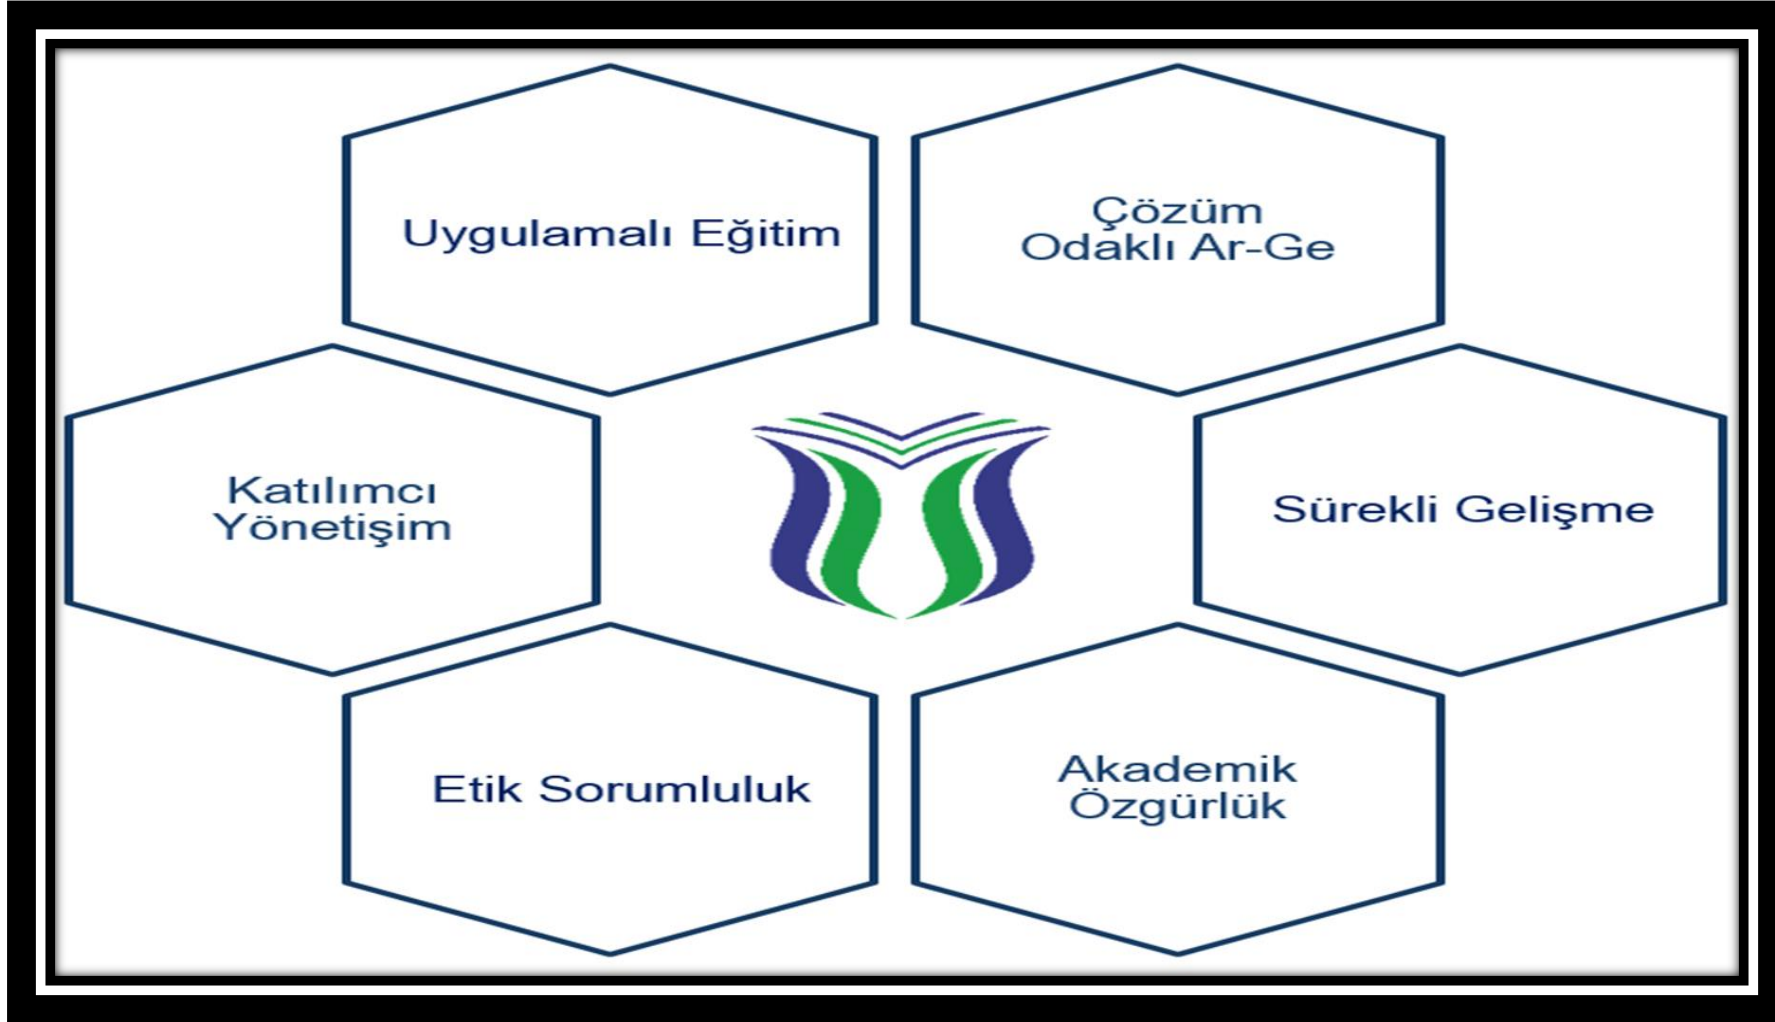 Uygulamalı Eğitim
Çözüm
Odaklı Ar-Ge
Katılımcı
Yönetişim
Sürekli Gelişme
Etik Sorumluluk
Akademik
Özgürlük